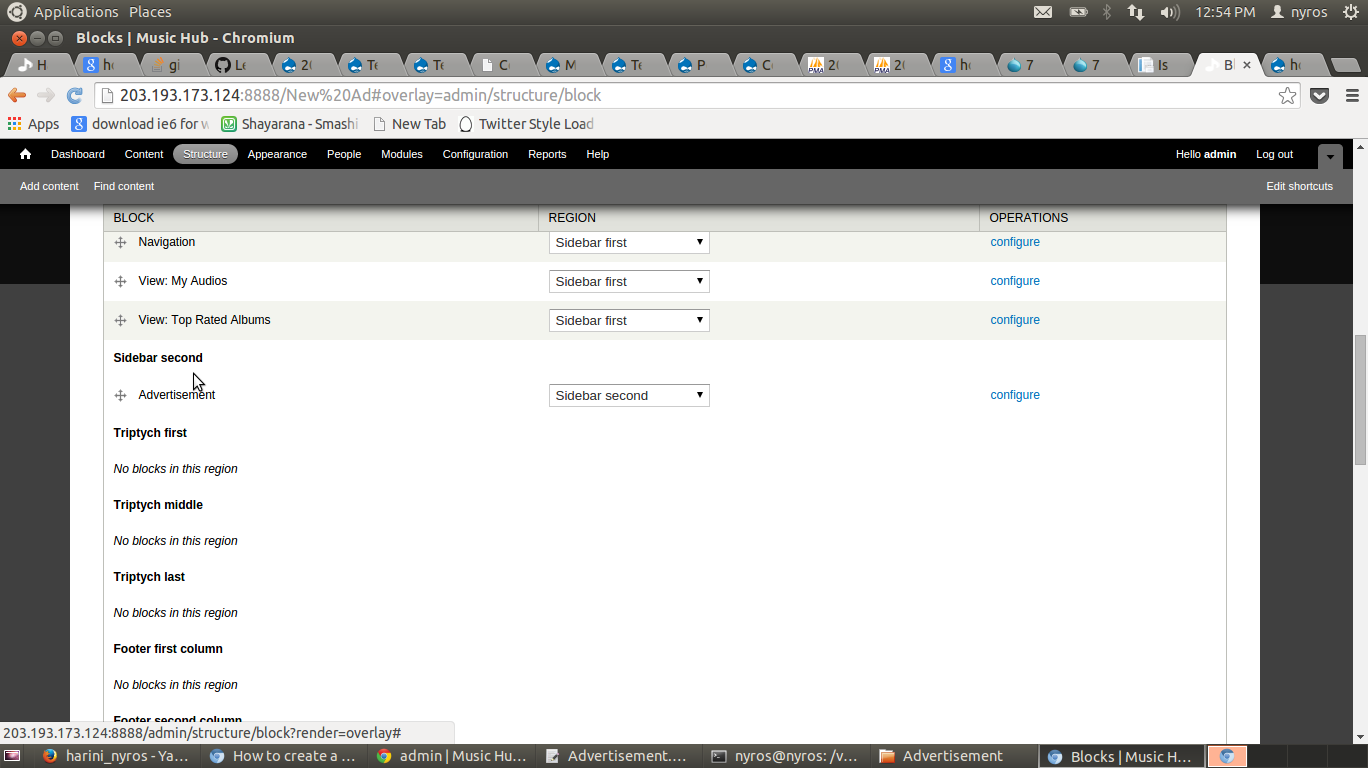 Applications Places 12:54 PM nyros
Blocks | Music Hub - Chromium
H h gi Le 20 Te Te C M Te P C 20 20 h 7 7 Is Bl h
203.193.173.124:8888/New%20Ad#overlay=admin/structure/block
Apps download ie6 for w Shayarana - Smashi New Tab Twitter Style Load
Dashboard Content Structure Appearance People Modules Configuration Reports Help Hello admin Log out
Add content Find content Edit shortcuts
BLOCK REGION OPERATIONS
Navigation Sidebar first configure
View: My Audios Sidebar first configure
View: Top Rated Albums Sidebar first configure
Sidebar second
Advertisement Sidebar second configure
Triptych first
No blocks in this region
Triptych middle
No blocks in this region
Triptych last
No blocks in this region
Footer first column
No blocks in this region
Footer second column
203.193.173.124:8888/admin/structure/block?render=overlay#
harini_nyros - Ya... How to create a ... admin | Music Hu... Advertisement.... nyros@nyros: /v... Advertisement Blocks | Music H...